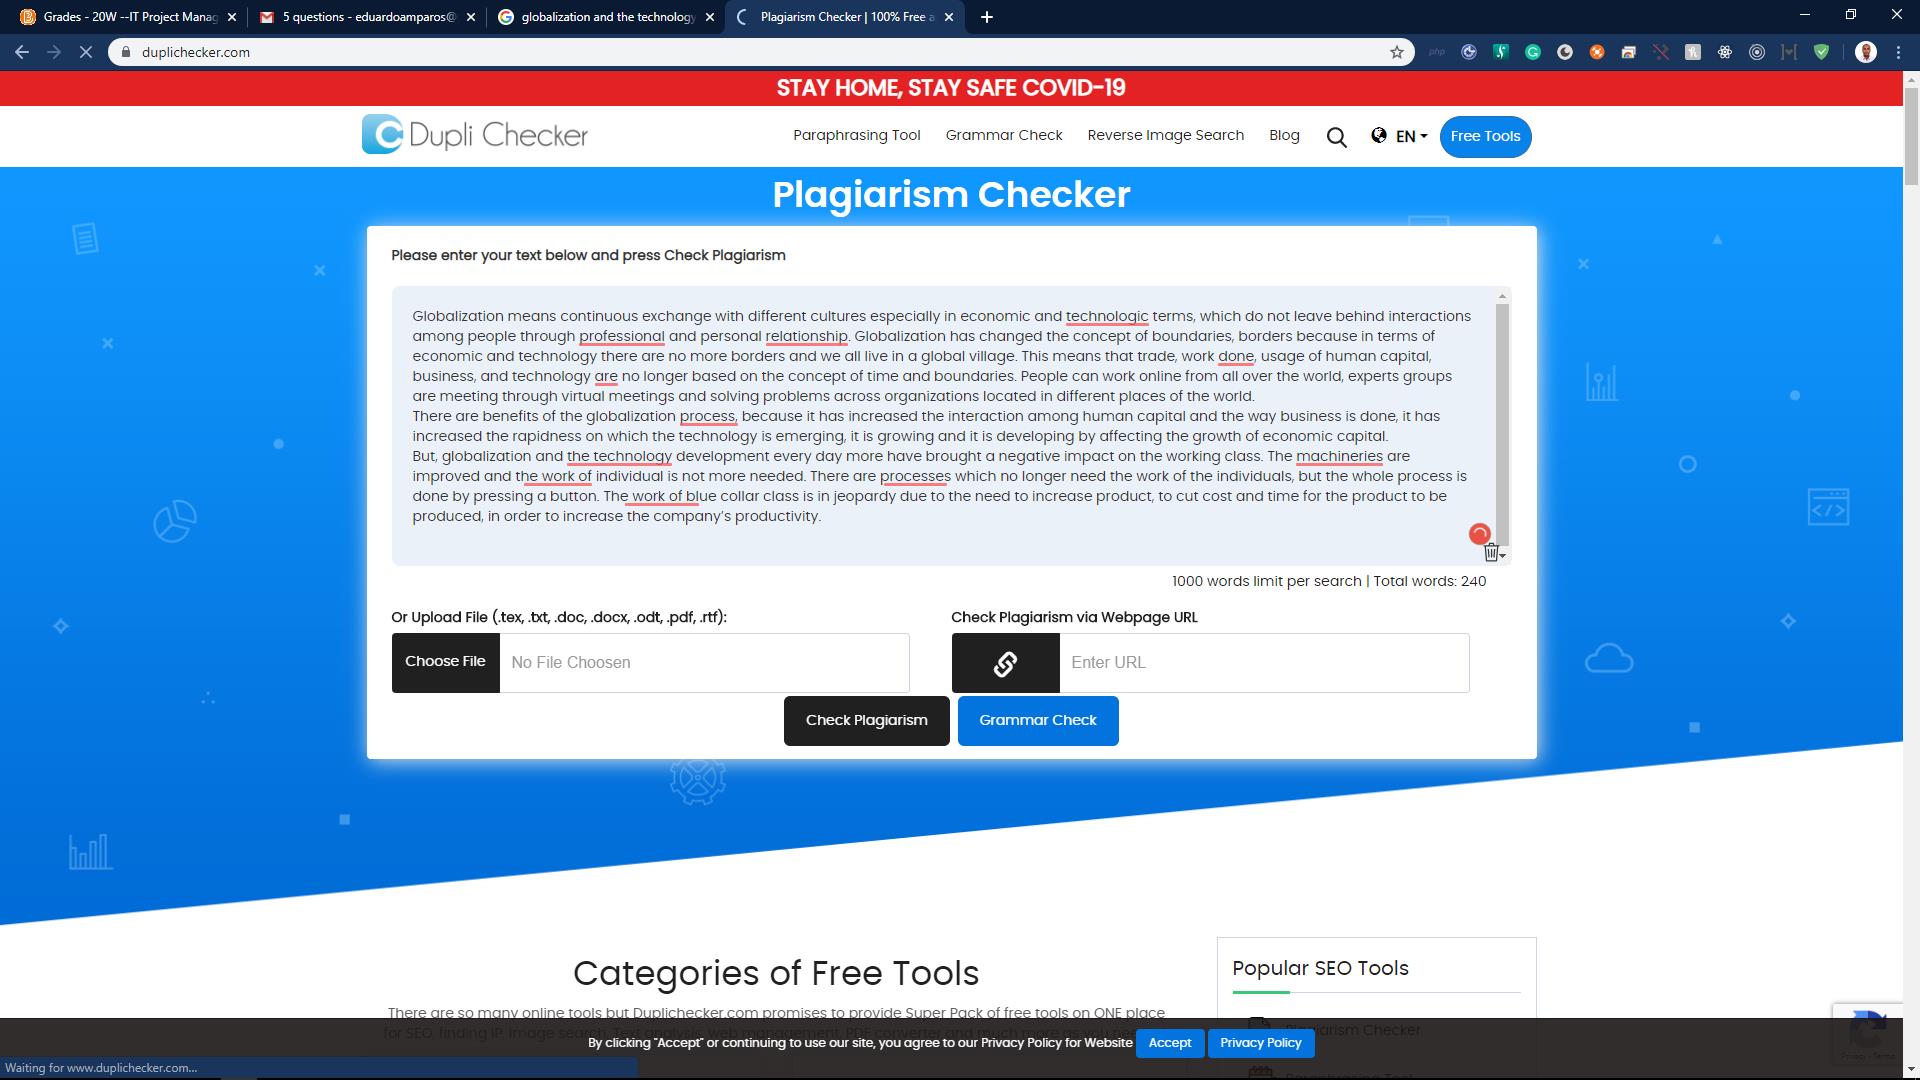 Grades - 20W --IT Project Manag
5 questions - eduardoamparos@
globalization and the technology
Plagiarism Checker | 100% Free a
duplichecker.com
STAY HOME, STAY SAFE COVID-19
Dupli Checker
Paraphrasing Tool
Grammar Check
Reverse Image Search
Blog
EN
Free Tools
Plagiarism Checker
Please enter your text below and press Check Plagiarism
Globalization means continuous exchange with different cultures especially in economic and technologic terms, which do not leave behind interactions
among people through professional and personal relationship. Globalization has changed the concept of boundaries, borders because in terms of
economic and technology there are no more borders and we all live in a global village. This means that trade, work done, usage of human capital,
business, and technology are no longer based on the concept of time and boundaries. People can work online from all over the world, experts groups
are meeting through virtual meetings and solving problems across organizations located in different places of the world.
There are benefits of the globalization process, because it has increased the interaction among human capital and the way business is done, it has
increased the rapidness on which the technology is emerging, it is growing and it is developing by affecting the growth of economic capital.
But, globalization and the technology development every day more have brought a negative impact on the working class. The machineries are
improved and the work of individual is not more needed. There are processes which no longer need the work of the individuals, but the whole process is
done by pressing a button. The work of blue collar class is in jeopardy due to the need to increase product, to cut cost and time for the product to be
produced, in order to increase the company's productivity.
1000 words limit per search | Total words: 240
Or Upload File (.tex, .txt, .doc, .docx, .odt, .pdf, .rtf):
Check Plagiarism via Webpage URL
Choose File
No File Choosen
Enter URL
Check Plagiarism
Grammar Check
Categories of Free Tools
Popular SEO Tools
There are so many online tools but Duplichecker.com promises to provide Super Pack of free tools on ONE place
for SEO, finding IP, Image search, Text analysis, web management, PDF converter and much more as you need
Plagiarism Checker
By clicking "Accept" or continuing to use our site, you agree to our Privacy Policy for Website
Accept
Privacy Policy
Privacy - Terms
Waiting for www.duplichecker.com...
Paraphrasing Tool